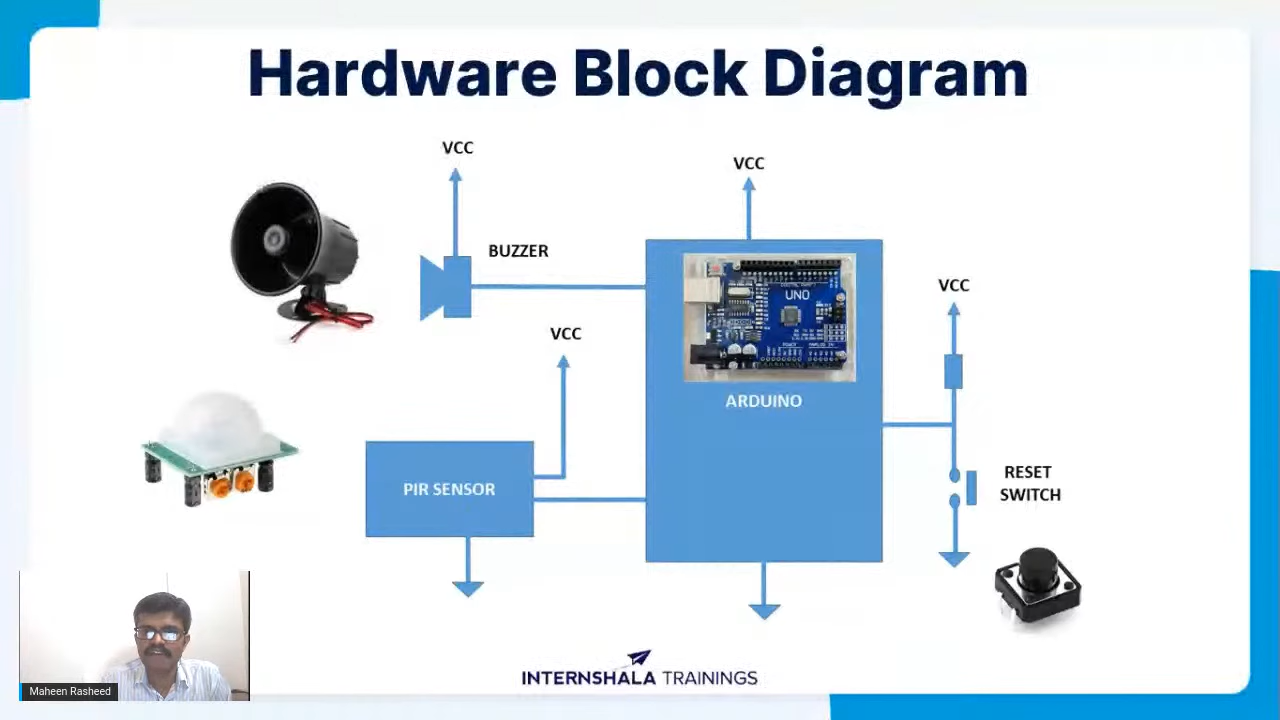 Hardware Block Diagram
VCC
VCC
BUZZER
VCC
VCC
UNO
ARDUINO
PIR SENSOR
RESET
SWITCH
Maheen Rasheed
INTERNSHALA TRAININGS